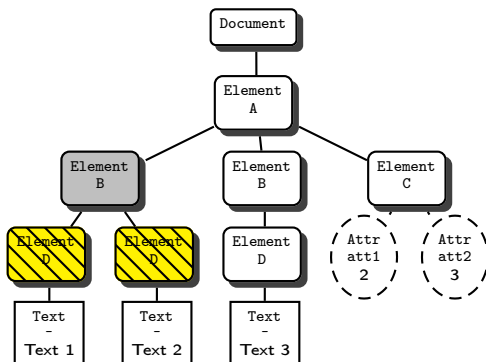 Document
Element
A
Element
B
Element
B
Element
C
Element
D
Element
D
Element
D
Attr
att1
2
Attr
att2
3
Text
-
Text 1
Text
-
Text 2
Text
-
Text 3